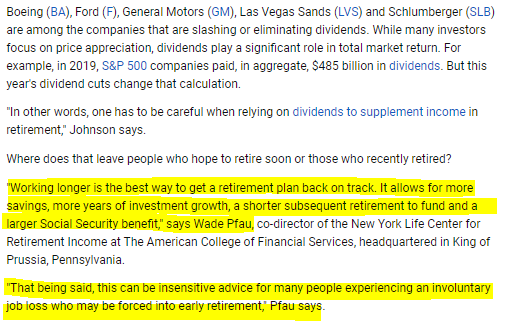 Boeing (BA), Ford (F), General Motors (GM), Las Vegas Sands (LVS) and Schlumberger (SLB)
are among the companies that are slashing or eliminating dividends. While many investors
focus on price appreciation, dividends play a significant role in total market return. For
example, in 2019, S&P 500 companies paid, in aggregate, $485 billion in dividends. But this
year's dividend cuts change that calculation.
"In other words, one has to be careful when relying on dividends to supplement income in
retirement," Johnson says.
Where does that leave people who hope to retire soon or those who recently retired?
"Working longer is the best way to get a retirement plan back on track. It allows for more
savings, more years of investment growth, a shorter subsequent retirement to fund and a
larger Social Security benefit," says Wade Pfau, co-director of the New York Life Center for
Retirement Income at The American College of Financial Services, headquartered in King of
Prussia, Pennsylvania.
"That being said, this can be insensitive advice for many people experiencing an involuntary
job loss who may be forced into early retirement," Pfau says.